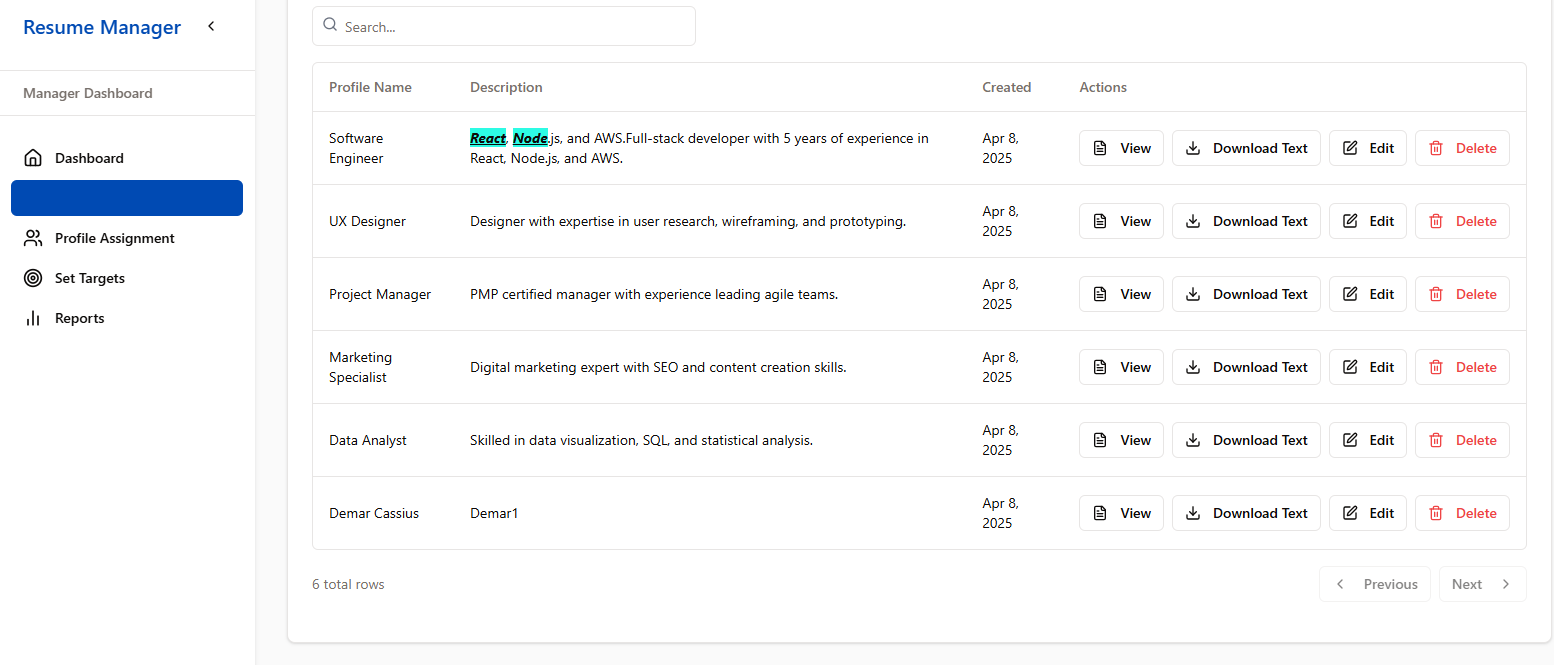 Resume Manager
Manager Dashboard
Dashboard
Profile Assignment
Set Targets
Reports
Search...
Profile Name Description Created Actions
Software Engineer React, Node.js, and AWS.Full-stack developer with 5 years of experience in React, Node.js, and AWS. Apr 8, 2025 View Download Text Edit Delete
UX Designer Designer with expertise in user research, wireframing, and prototyping. Apr 8, 2025 View Download Text Edit Delete
Project Manager PMP certified manager with experience leading agile teams. Apr 8, 2025 View Download Text Edit Delete
Marketing Specialist Digital marketing expert with SEO and content creation skills. Apr 8, 2025 View Download Text Edit Delete
Data Analyst Skilled in data visualization, SQL, and statistical analysis. Apr 8, 2025 View Download Text Edit Delete
Demar Cassius Demar1 Apr 8, 2025 View Download Text Edit Delete
6 total rows Previous Next